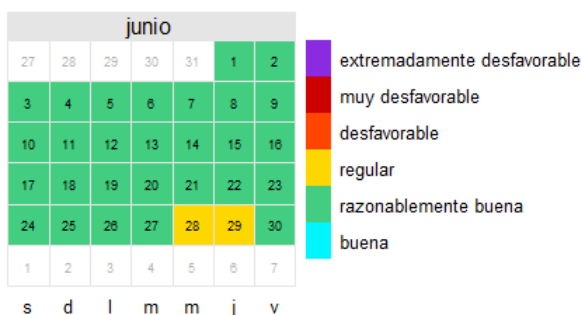 junio
27 28 29 30 31 1 2
3 4 5 6 7 8 9
10 11 12 13 14 15 16
17 18 19 20 21 22 23
24 25 26 27 28 29 30
1 2 3 4 5 6 7
s d l m m j v
extremadamente desfavorable
muy desfavorable
desfavorable
regular
razonablemente buena
buena